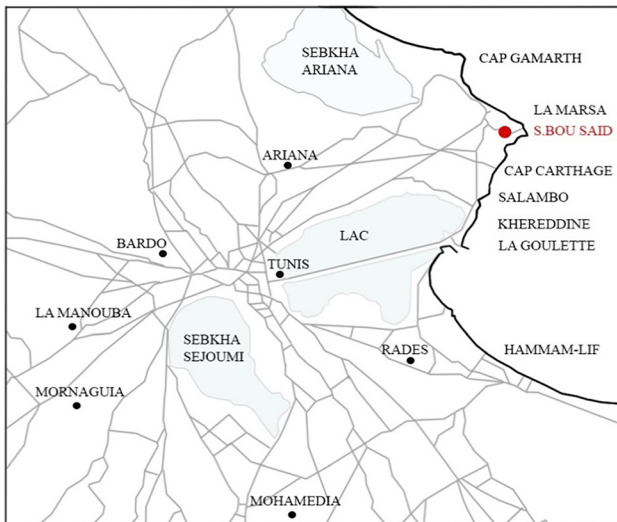 SEBKHA
ARIANA
CAP GAMARTH
LA MARSA
S.BOU SAID
ARIANA
CAP CARTHAGE
SALAMBO
KHEREDDINE
BARDO
LAC
LA GOULETTE
TUNIS
LA MANOUBA
SEBKHA
SEJOUMI
RADES
HAMMAM-LIF
MORNAGUIA
MOHAMEDIA